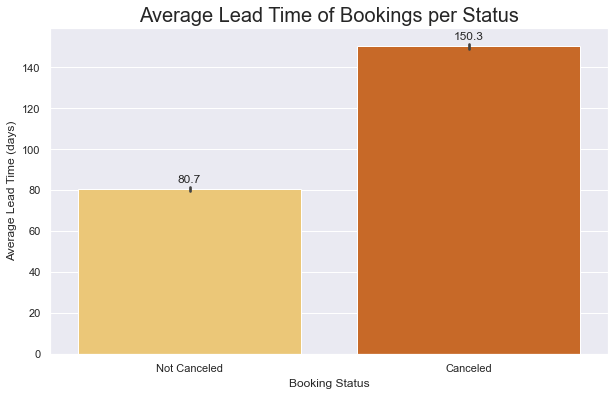 Average Lead Time of Bookings per Status
Average Lead Time (days)
140
120
100
80
60
40
20
0
80.7
150.3
Not Canceled
Canceled
Booking Status